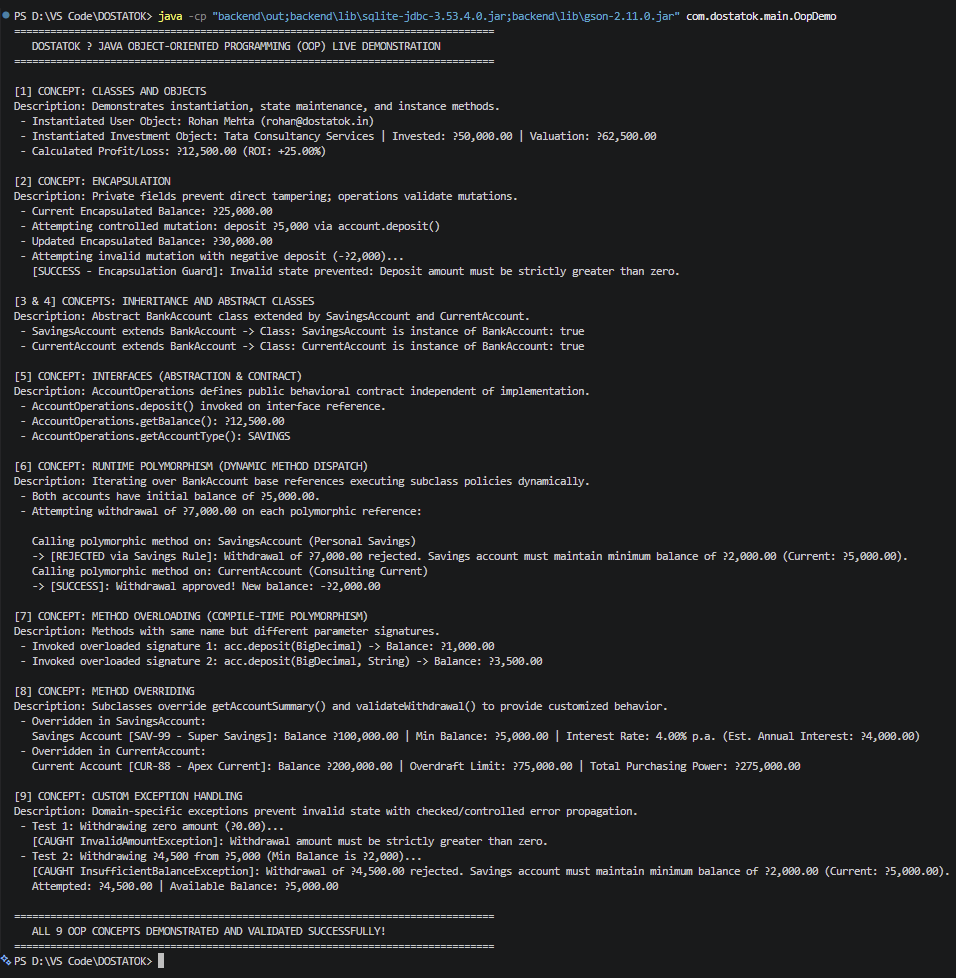 PS D:\VS Code\DOSTATOK> java -cp "backend\out;backend\lib\sqlite-jdbc-3.53.4.0.jar;backend\lib\gson-2.11.0.jar" com.dostatok.main.OopDemo
================================================================================
DOSTATOK ? JAVA OBJECT-ORIENTED PROGRAMMING (OOP) LIVE DEMONSTRATION
================================================================================
[1] CONCEPT: CLASSES AND OBJECTS
Description: Demonstrates instantiation, state maintenance, and instance methods.
- Instantiated User Object: Rohan Mehta (rohan@dostatok.in)
- Instantiated Investment Object: Tata Consultancy Services | Invested: ?50,000.00 | Valuation: ?62,500.00
- Calculated Profit/Loss: ?12,500.00 (ROI: +25.00%)
[2] CONCEPT: ENCAPSULATION
Description: Private fields prevent direct tampering; operations validate mutations.
- Current Encapsulated Balance: ?25,000.00
- Attempting controlled mutation: deposit ?5,000 via account.deposit()
- Updated Encapsulated Balance: ?30,000.00
- Attempting invalid mutation with negative deposit (-?2,000)...
[SUCCESS - Encapsulation Guard]: Invalid state prevented: Deposit amount must be strictly greater than zero.
[3 & 4] CONCEPTS: INHERITANCE AND ABSTRACT CLASSES
Description: Abstract BankAccount class extended by SavingsAccount and CurrentAccount.
- SavingsAccount extends BankAccount -> Class: SavingsAccount is instance of BankAccount: true
- CurrentAccount extends BankAccount -> Class: CurrentAccount is instance of BankAccount: true
[5] CONCEPT: INTERFACES (ABSTRACTION & CONTRACT)
Description: AccountOperations defines public behavioral contract independent of implementation.
- AccountOperations.deposit() invoked on interface reference.
- AccountOperations.getBalance(): ?12,500.00
- AccountOperations.getAccountType(): SAVINGS
[6] CONCEPT: RUNTIME POLYMORPHISM (DYNAMIC METHOD DISPATCH)
Description: Iterating over BankAccount base references executing subclass policies dynamically.
- Both accounts have initial balance of ?5,000.00.
- Attempting withdrawal of ?7,000.00 on each polymorphic reference:
Calling polymorphic method on: SavingsAccount (Personal Savings)
-> [REJECTED via Savings Rule]: Withdrawal of ?7,000.00 rejected. Savings account must maintain minimum balance of ?2,000.00 (Current: ?5,000.00).
Calling polymorphic method on: CurrentAccount (Consulting Current)
-> [SUCCESS]: Withdrawal approved! New balance: -?2,000.00
[7] CONCEPT: METHOD OVERLOADING (COMPILE-TIME POLYMORPHISM)
Description: Methods with same name but different parameter signatures.
- Invoked overloaded signature 1: acc.deposit(BigDecimal) -> Balance: ?1,000.00
- Invoked overloaded signature 2: acc.deposit(BigDecimal, String) -> Balance: ?3,500.00
[8] CONCEPT: METHOD OVERRIDING
Description: Subclasses override getAccountSummary() and validateWithdrawal() to provide customized behavior.
- Overridden in SavingsAccount:
Savings Account [SAV-99 - Super Savings]: Balance ?100,000.00 | Min Balance: ?5,000.00 | Interest Rate: 4.00% p.a. (Est. Annual Interest: ?4,000.00)
- Overridden in CurrentAccount:
Current Account [CUR-88 - Apex Current]: Balance ?200,000.00 | Overdraft Limit: ?75,000.00 | Total Purchasing Power: ?275,000.00
[9] CONCEPT: CUSTOM EXCEPTION HANDLING
Description: Domain-specific exceptions prevent invalid state with checked/controlled error propagation.
- Test 1: Withdrawing zero amount (?0.00)...
[CAUGHT InvalidAmountException]: Withdrawal amount must be strictly greater than zero.
- Test 2: Withdrawing ?4,500 from ?5,000 (Min Balance is ?2,000)...
[CAUGHT InsufficientBalanceException]: Withdrawal of ?4,500.00 rejected. Savings account must maintain minimum balance of ?2,000.00 (Current: ?5,000.00).
Attempted: ?4,500.00 | Available Balance: ?5,000.00
================================================================================
ALL 9 OOP CONCEPTS DEMONSTRATED AND VALIDATED SUCCESSFULLY!
================================================================================
PS D:\VS Code\DOSTATOK>